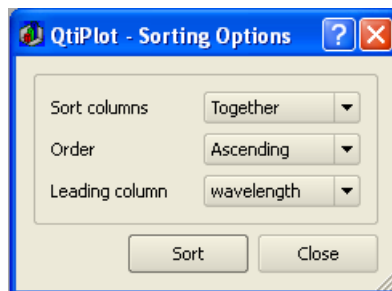 QtiPlot - Sorting Options
Sort columns Together
Order Ascending
Leading column wavelength
Sort Close